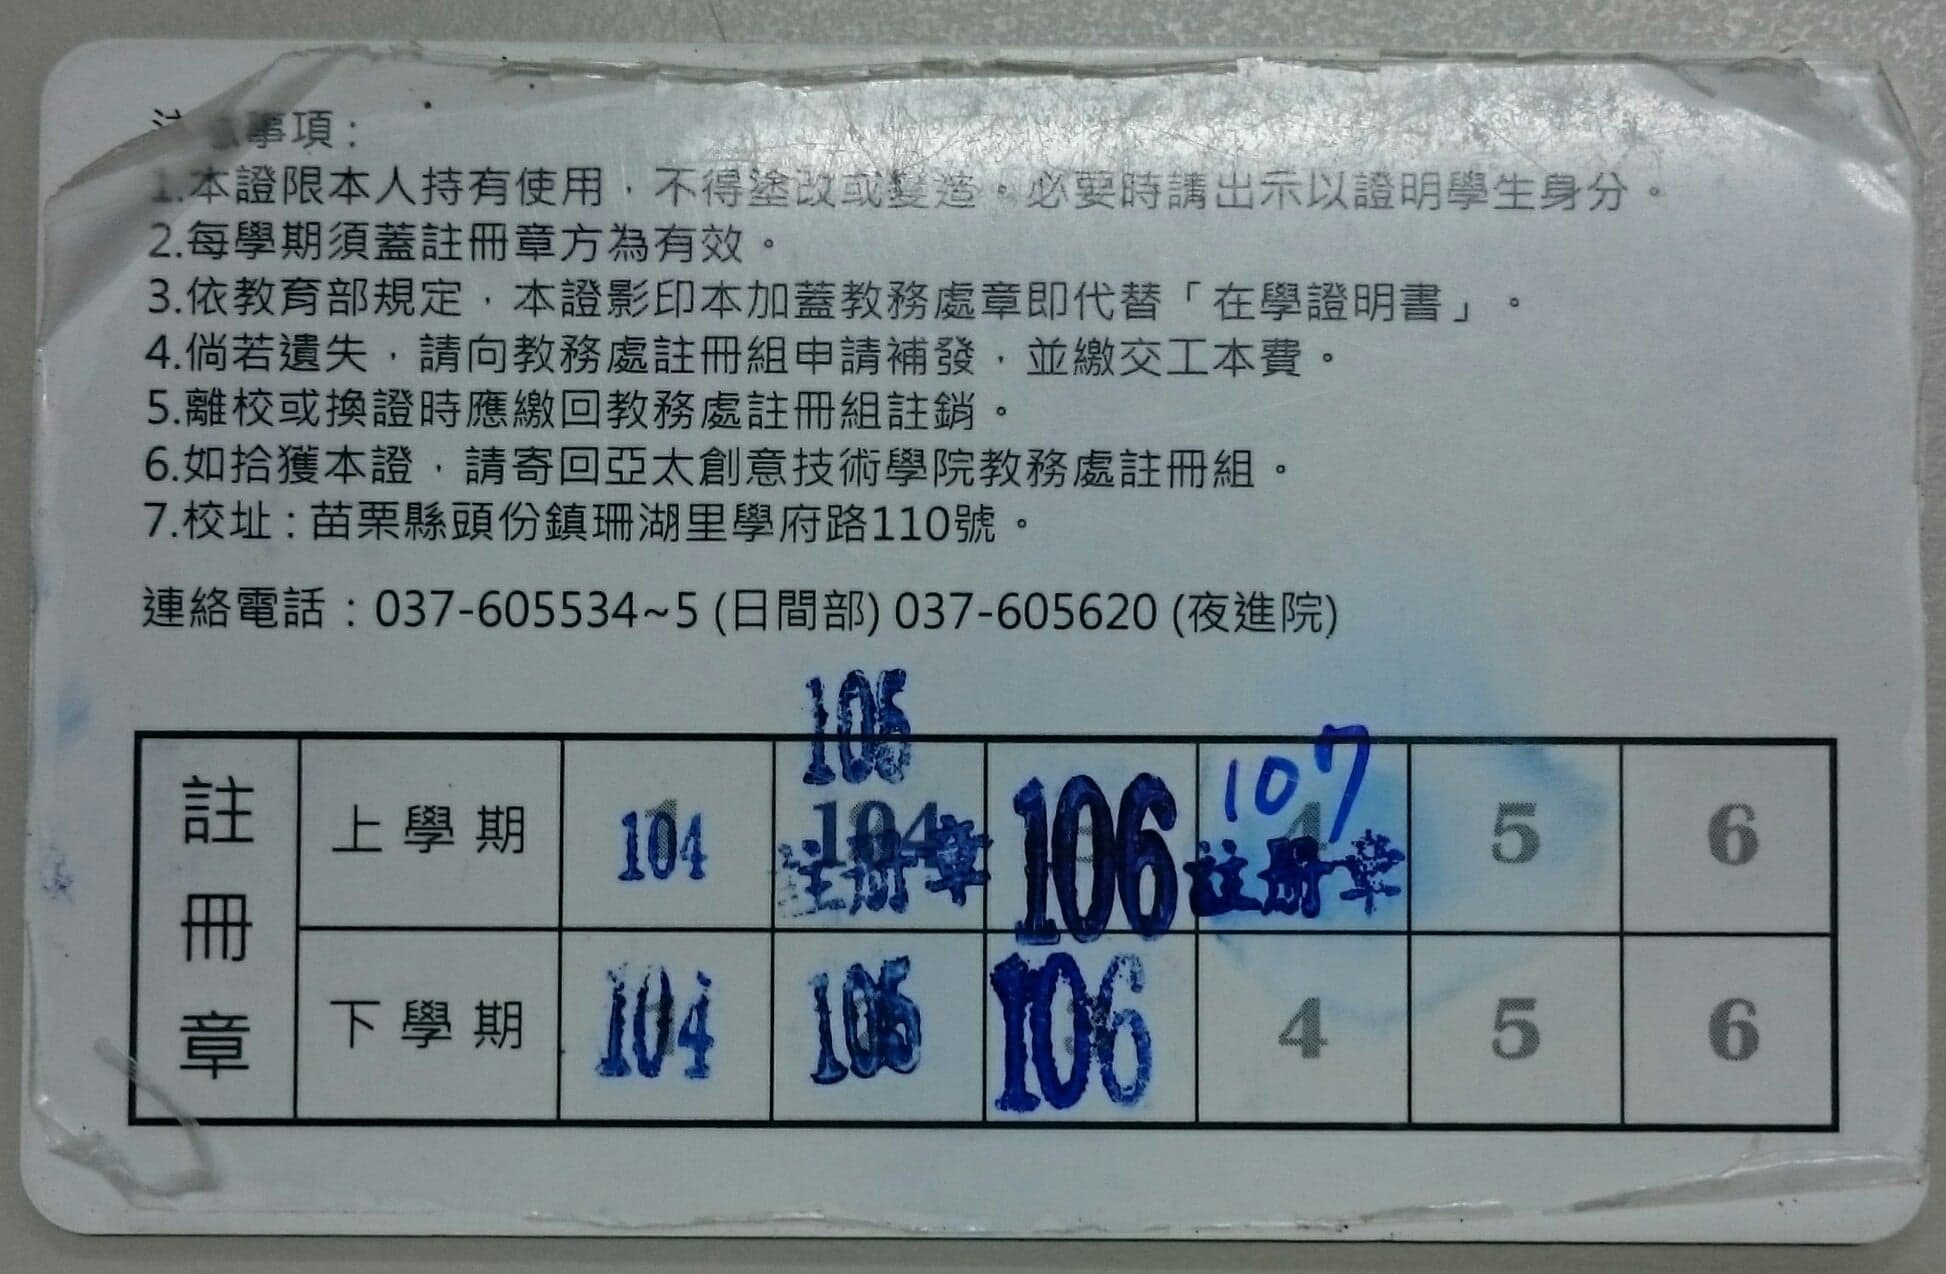 事項：
1.本證限本人持有使用，不得塗改或變造。必要時請出示以證明學生身分。
2.每學期須蓋註冊章方為有效。
3.依教育部規定，本證影印本加蓋教務處章即代替「在學證明書」。
4.倘若遺失，請向教務處註冊組申請補發，並繳交工本費。
5.離校或換證時應繳回教務處註冊組註銷。
6.如拾獲本證，請寄回亞太創意技術學院教務處註冊組。
7.校址：苗栗縣頭份鎮珊湖里學府路110號。
連絡電話：037-605534~5 (日間部) 037-605620 (夜進院)
註冊章
105
上學期 104 104 106 107 5 6
註冊章 註冊章
下學期 104 105 106 4 5 6